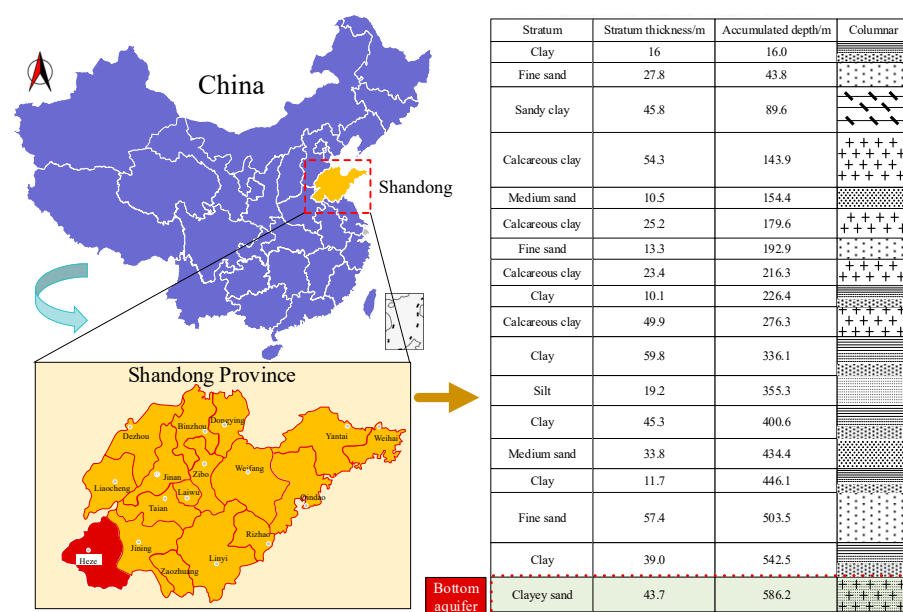 China
Shandong
Shandong Province
Dezhou
Binzhou
Dongying
Yantai
Weihai
Jinan
Zibo
Weifang
Liaocheng
Laiwu
Taian
Qindao
Rizhao
Jining
Heze
Linyi
Zaozhuang
Stratum Stratum thickness/m Accumulated depth/m Columnar
Clay 16 16.0
Fine sand 27.8 43.8
Sandy clay 45.8 89.6
Calcareous clay 54.3 143.9
Medium sand 10.5 154.4
Calcareous clay 25.2 179.6
Fine sand 13.3 192.9
Calcareous clay 23.4 216.3
Clay 10.1 226.4
Calcareous clay 49.9 276.3
Clay 59.8 336.1
Silt 19.2 355.3
Clay 45.3 400.6
Medium sand 33.8 434.4
Clay 11.7 446.1
Fine sand 57.4 503.5
Clay 39.0 542.5
Bottom
aquifer
Clayey sand 43.7 586.2